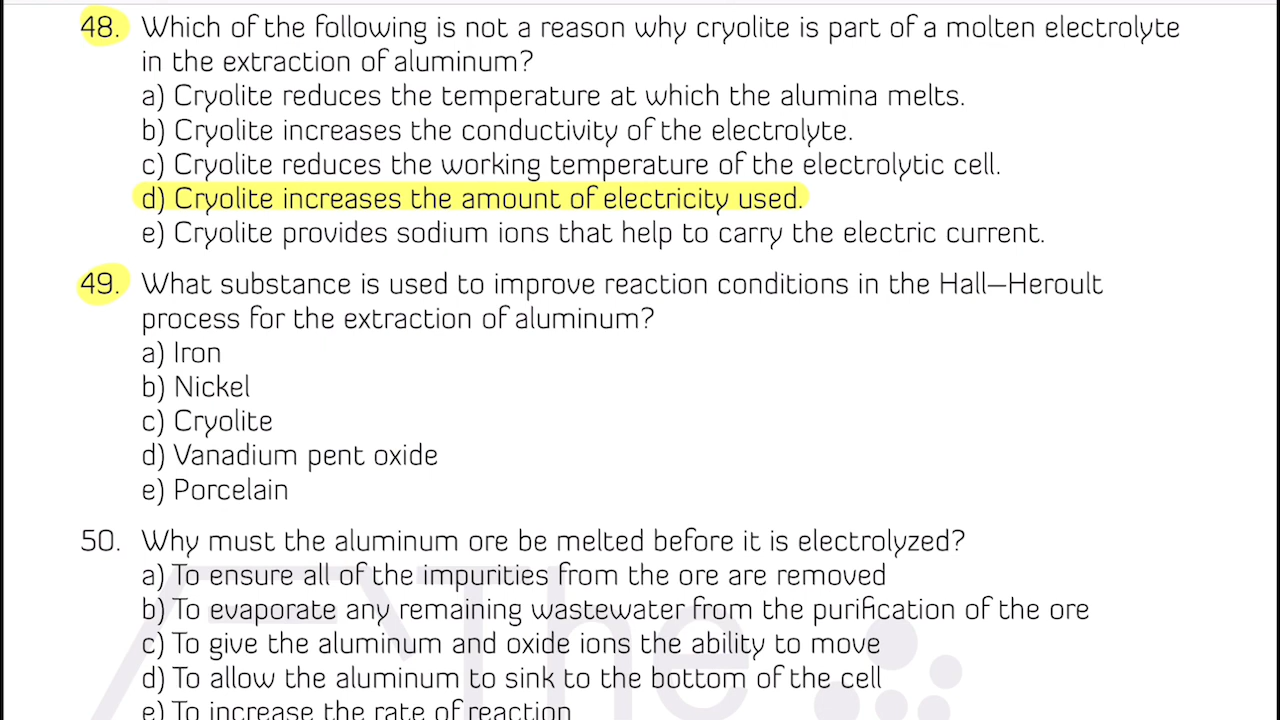 48. Which of the following is not a reason why cryolite is part of a molten electrolyte
in the extraction of aluminum?
a) Cryolite reduces the temperature at which the alumina melts.
b) Cryolite increases the conductivity of the electrolyte.
c) Cryolite reduces the working temperature of the electrolytic cell.
d) Cryolite increases the amount of electricity used.
e) Cryolite provides sodium ions that help to carry the electric current.
49. What substance is used to improve reaction conditions in the Hall–Heroult
process for the extraction of aluminum?
a) Iron
b) Nickel
c) Cryolite
d) Vanadium pent oxide
e) Porcelain
50. Why must the aluminum ore be melted before it is electrolyzed?
a) To ensure all of the impurities from the ore are removed
b) To evaporate any remaining wastewater from the purification of the ore
c) To give the aluminum and oxide ions the ability to move
d) To allow the aluminum to sink to the bottom of the cell
e) To increase the rate of reaction
The